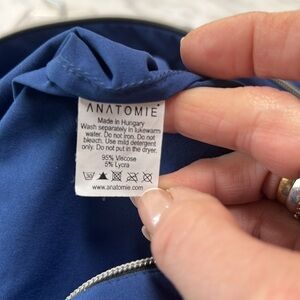 ANATOMIE
Made in Hungary
Wash separately in lukewarm
water. Do not iron. Do not
bleach. Use mild detergent
only. Do not put in the dryer.
95% Viscose
5% Lycra
www.anatomie.com